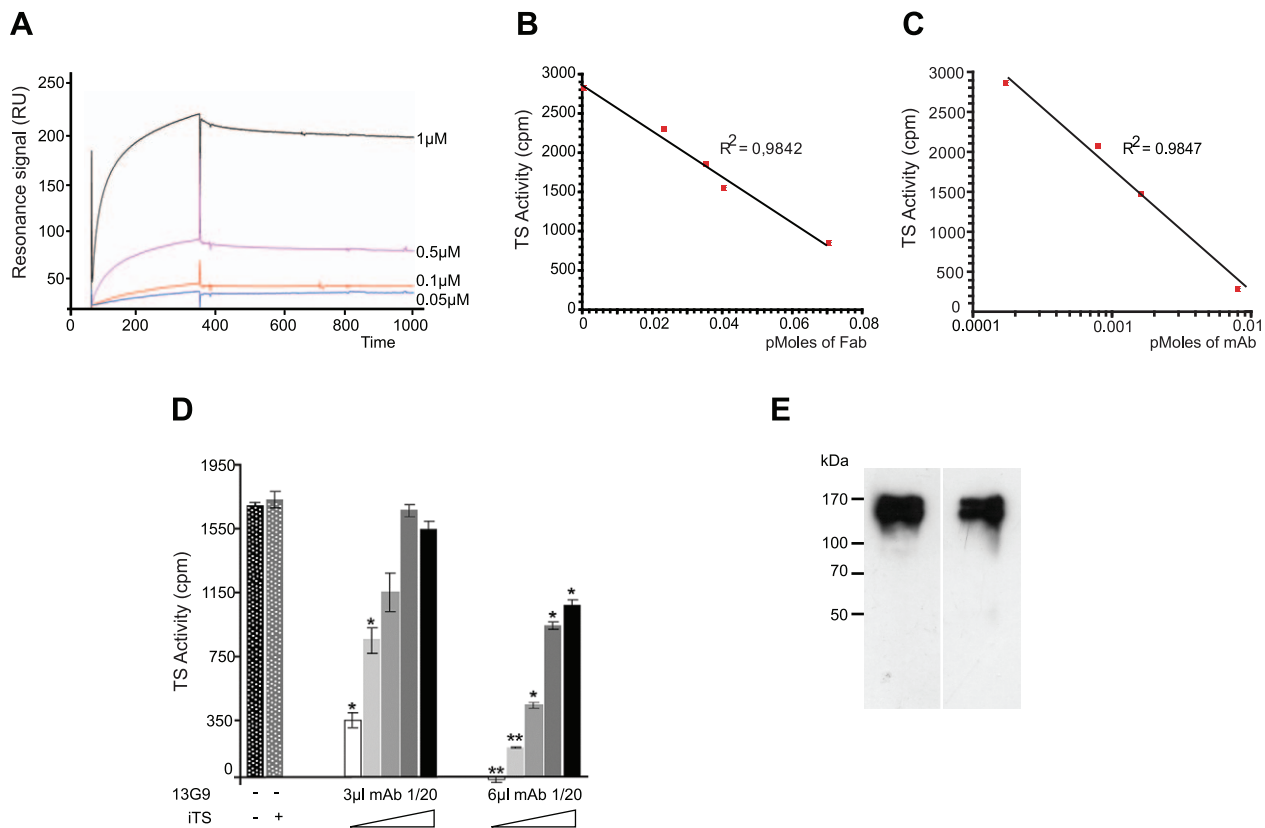 A
Resonance signal (RU)
250
200
150
100
50
0
200
400
600
800
1000
Time
1µM
0.5µM
0.1µM
0.05µM
B
TS Activity (cpm)
3000
2500
2000
1500
1000
500
0
R2 = 0,9842
0
0.02
0.04
0.06
0.08
pMoles of Fab
C
TS Activity (cpm)
3000
2500
2000
1500
1000
500
0
R2 = 0.9847
0.0001
0.001
0.01
pMoles of mAb
D
TS Activity (cpm)
1950
1550
1150
750
350
0
* * ** ** * * *
13G9 - - 3µl mAb 1/20 6µl mAb 1/20
iTS - +
E
kDa
170
100
70
50